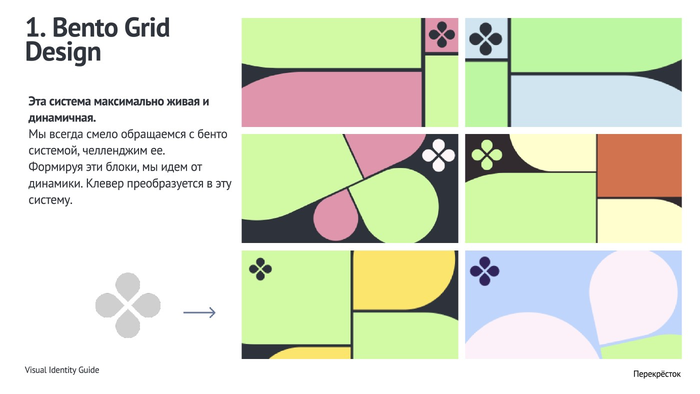 1. Bento Grid
Design
Эта система максимально живая и
динамичная.
Мы всегда смело обращаемся с бенто
системой, челленджим ее.
Формируя эти блоки, мы идем от
динамики. Клевер преобразуется в эту
систему.
Visual Identity Guide
Перекрёсток